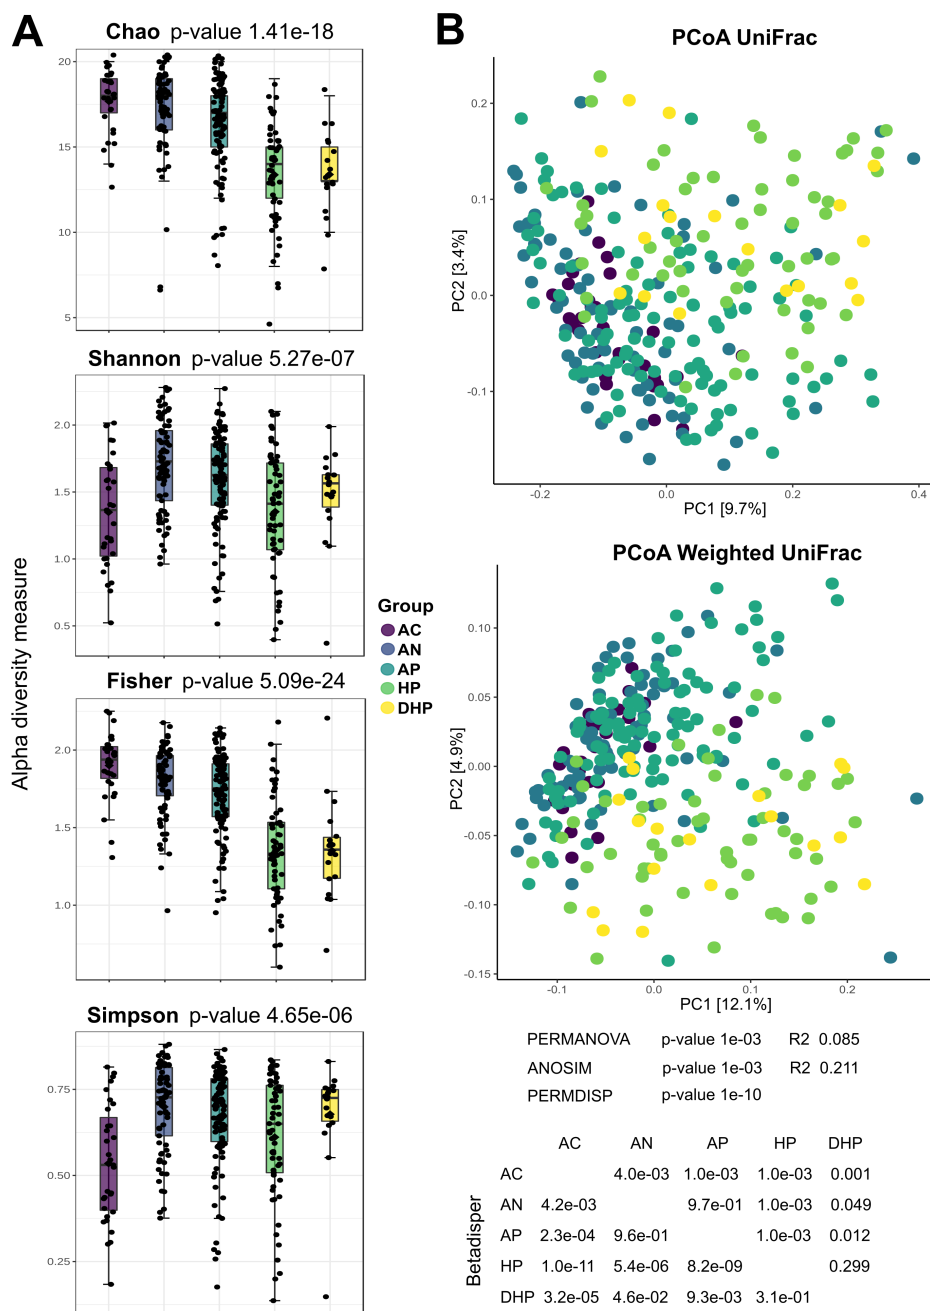 A
Chao p-value 1.41e-18
20
15
10
5
Shannon p-value 5.27e-07
2.0
1.5
1.0
0.5
Fisher p-value 5.09e-24
2.0
1.5
1.0
Simpson p-value 4.65e-06
0.75
0.50
0.25
Alpha diversity measure
Group
AC
AN
AP
HP
DHP
B
PCoA UniFrac
0.2
0.1
0.0
-0.1
PC2 [3.4%]
-0.2 0.0 0.2 0.4
PC1 [9.7%]
PCoA Weighted UniFrac
0.10
0.05
0.00
-0.05
-0.10
-0.15
PC2 [4.9%]
-0.1 0.0 0.1 0.2
PC1 [12.1%]
PERMANOVA p-value 1e-03 R2 0.085
ANOSIM p-value 1e-03 R2 0.211
PERMDISP p-value 1e-10
AC AN AP HP DHP
AC 4.0e-03 1.0e-03 1.0e-03 0.001
AN 4.2e-03 9.7e-01 1.0e-03 0.049
AP 2.3e-04 9.6e-01 1.0e-03 0.012
HP 1.0e-11 5.4e-06 8.2e-09 0.299
DHP 3.2e-05 4.6e-02 9.3e-03 3.1e-01
Betadisper